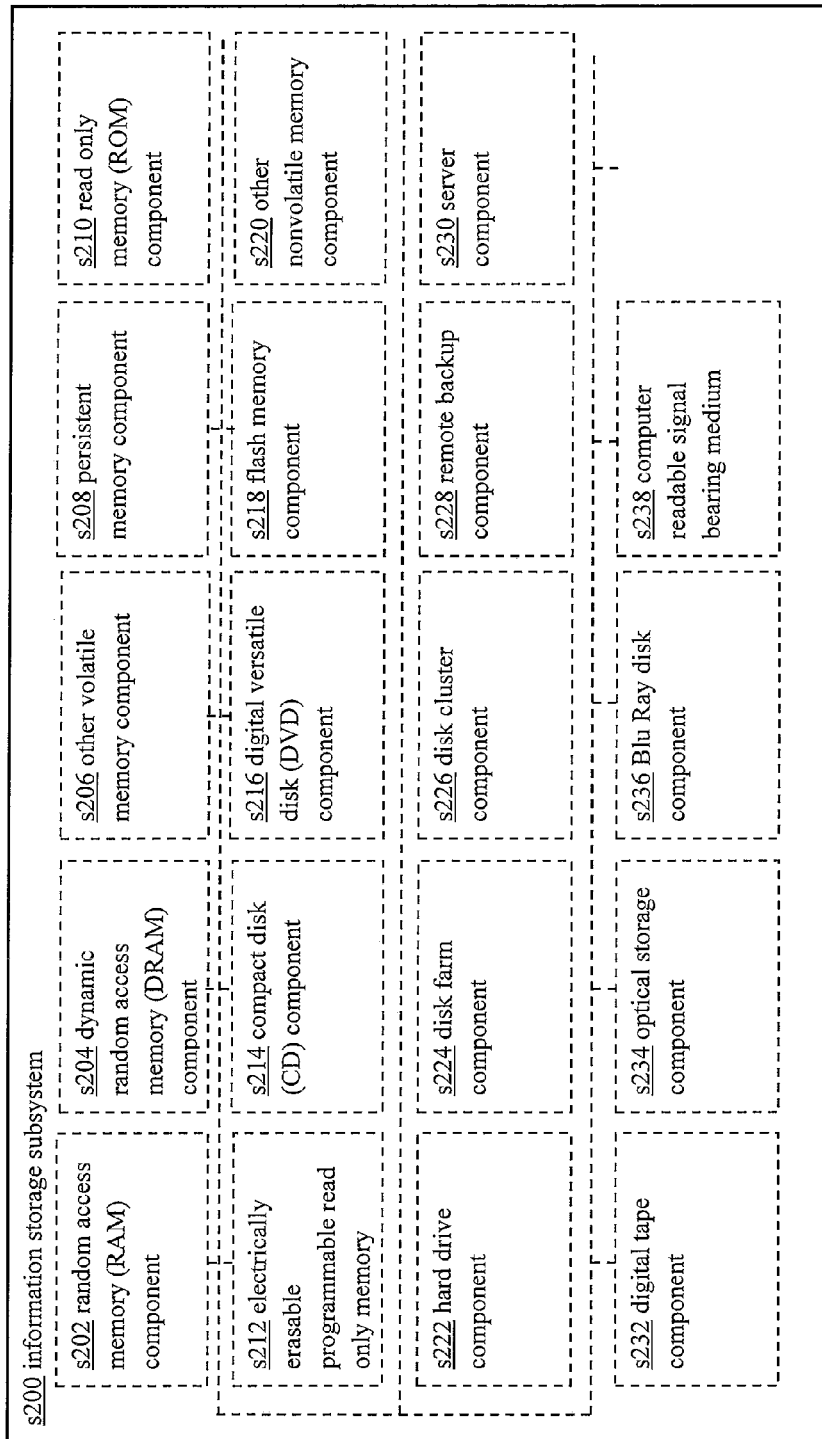 s200 information storage subsystem
s202 random access
memory (RAM)
component
s204 dynamic
random access
memory (DRAM)
component
s206 other volatile
memory component
s208 persistent
memory component
s210 read only
memory (ROM)
component
s212 electrically
erasable
programmable read
only memory
s214 compact disk
(CD) component
s216 digital versatile
disk (DVD)
component
s218 flash memory
component
s220 other
nonvolatile memory
component
s222 hard drive
component
s224 disk farm
component
s226 disk cluster
component
s228 remote backup
component
s230 server
component
s232 digital tape
component
s234 optical storage
component
s236 Blu Ray disk
component
s238 computer
readable signal
bearing medium